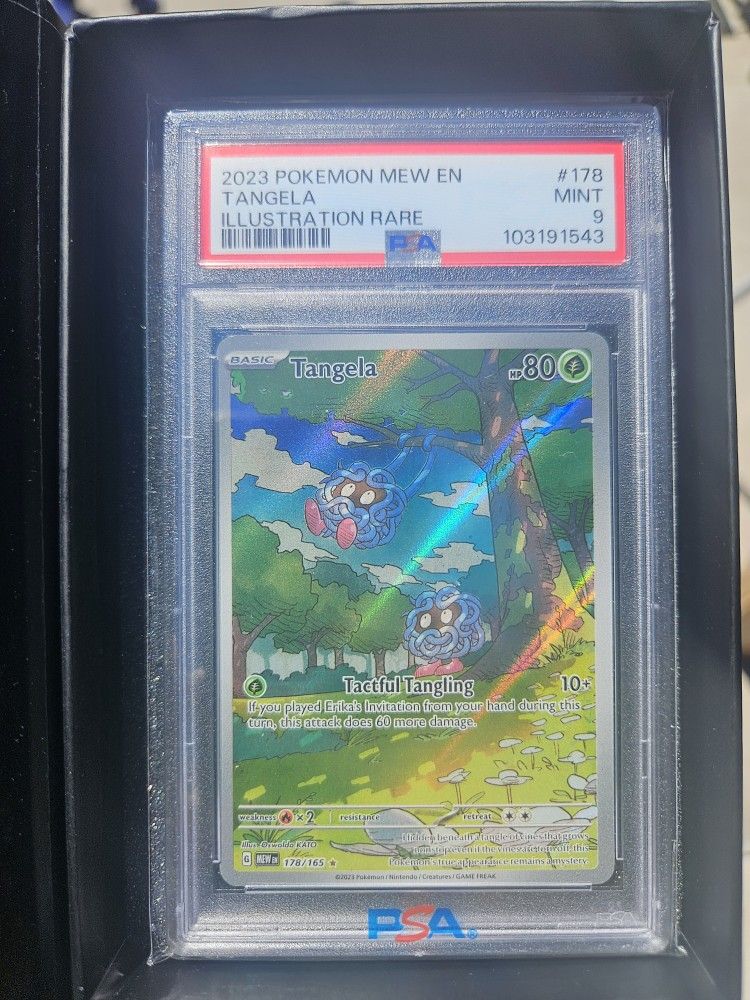 2023 POKEMON MEW EN #178
TANGELA MINT
ILLUSTRATION RARE 9
PSA 103191543
BASIC Tangela HP 80
Tactful Tangling 10+
If you played Erika's Invitation from your hand during this
turn, this attack does 60 more damage.
weakness ×2 resistance retreat
Illus. Oswaldo KATO
Hidden beneath a tangle of vines that grows
nonstop even if the vines are torn off, this
Pokémon's true appearance remains a mystery.
G MEW EN 178/165
©2023 Pokémon / Nintendo / Creatures / GAME FREAK
PSA®